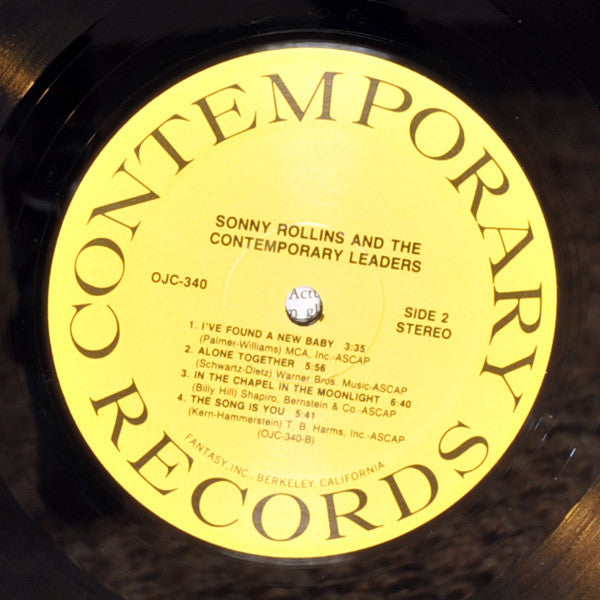 CONTEMPORARY RECORDS
SONNY ROLLINS AND THE
CONTEMPORARY LEADERS
OJC-340
SIDE 2
STEREO
1. I'VE FOUND A NEW BABY 3:35
(Palmer-Williams) MCA, Inc.-ASCAP
2. ALONE TOGETHER 5:56
(Schwartz-Dietz) Warner Bros. Music-ASCAP
3. IN THE CHAPEL IN THE MOONLIGHT 6:40
(Billy Hill) Shapiro, Bernstein & Co.-ASCAP
4. THE SONG IS YOU 5:41
(Kern-Hammerstein) T. B. Harms, Inc.-ASCAP
(OJC-340-B)
FANTASY, INC., BERKELEY, CALIFORNIA